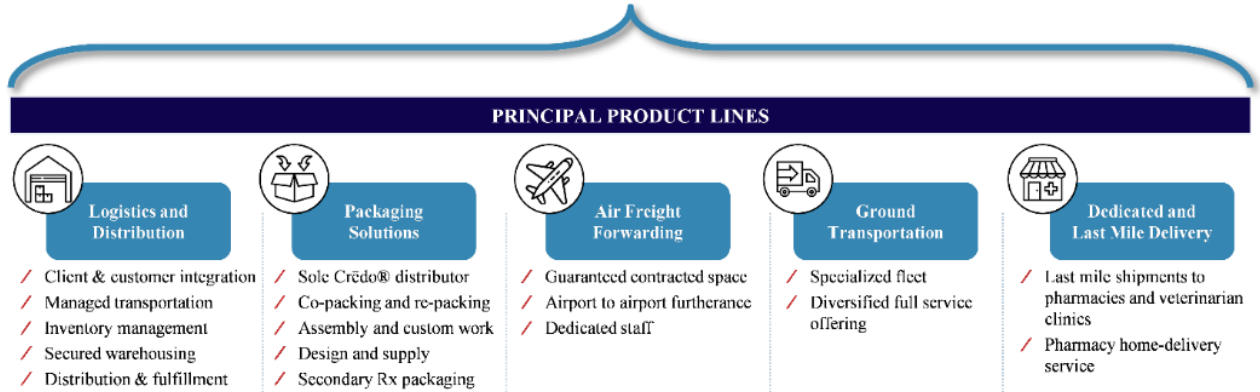 PRINCIPAL PRODUCT LINES
Logistics and
Distribution
Client & customer integration
Managed transportation
Inventory management
Secured warehousing
Distribution & fulfillment
Packaging
Solutions
Sole Crēdo® distributor
Co-packing and re-packing
Assembly and custom work
Design and supply
Secondary Rx packaging
Air Freight
Forwarding
Guaranteed contracted space
Airport to airport furtherance
Dedicated staff
Ground
Transportation
Specialized fleet
Diversified full service
offering
Dedicated and
Last Mile Delivery
Last mile shipments to
pharmacies and veterinarian
clinics
Pharmacy home-delivery
service